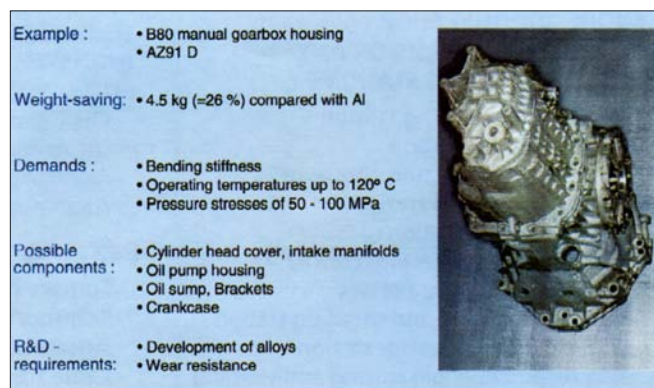 Example : • B80 manual gearbox housing
• AZ91 D
Weight-saving: • 4.5 kg (=26 %) compared with Al
Demands : • Bending stiffness
• Operating temperatures up to 120º C
• Pressure stresses of 50 - 100 MPa
Possible • Cylinder head cover, intake manifolds
components : • Oil pump housing
• Oil sump, Brackets
• Crankcase
R&D - • Development of alloys
requirements: • Wear resistance